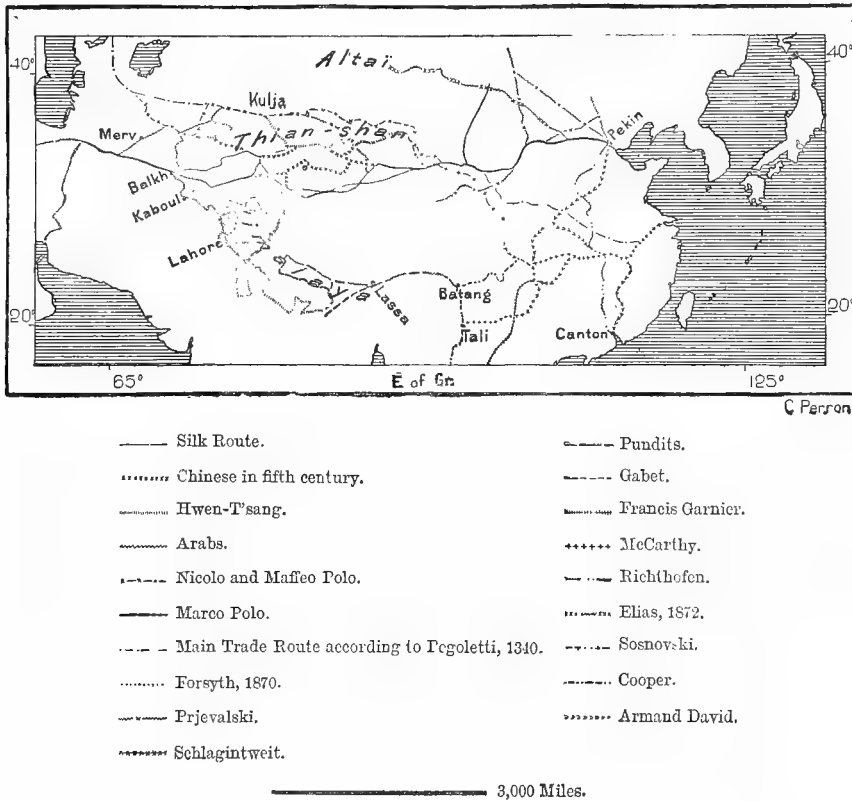 40°
40°
Altaï
Kulja
Thian-shan
Pekin
Merv
Balkh
Kaboul
Lahore
Lassa
Batang
Tali
Canton
20°
20°
65°
E of Gr.
125°
C Perron
Silk Route.
Chinese in fifth century.
Hwen-T'sang.
Arabs.
Nicolo and Maffeo Polo.
Marco Polo.
Main Trade Route according to Pegoletti, 1340.
Forsyth, 1870.
Prjevalski.
Schlagintweit.
Pundits.
Gabet.
Francis Garnier.
McCarthy.
Richthofen.
Elias, 1872.
Sosnovski.
Cooper.
Armand David.
3,000 Miles.